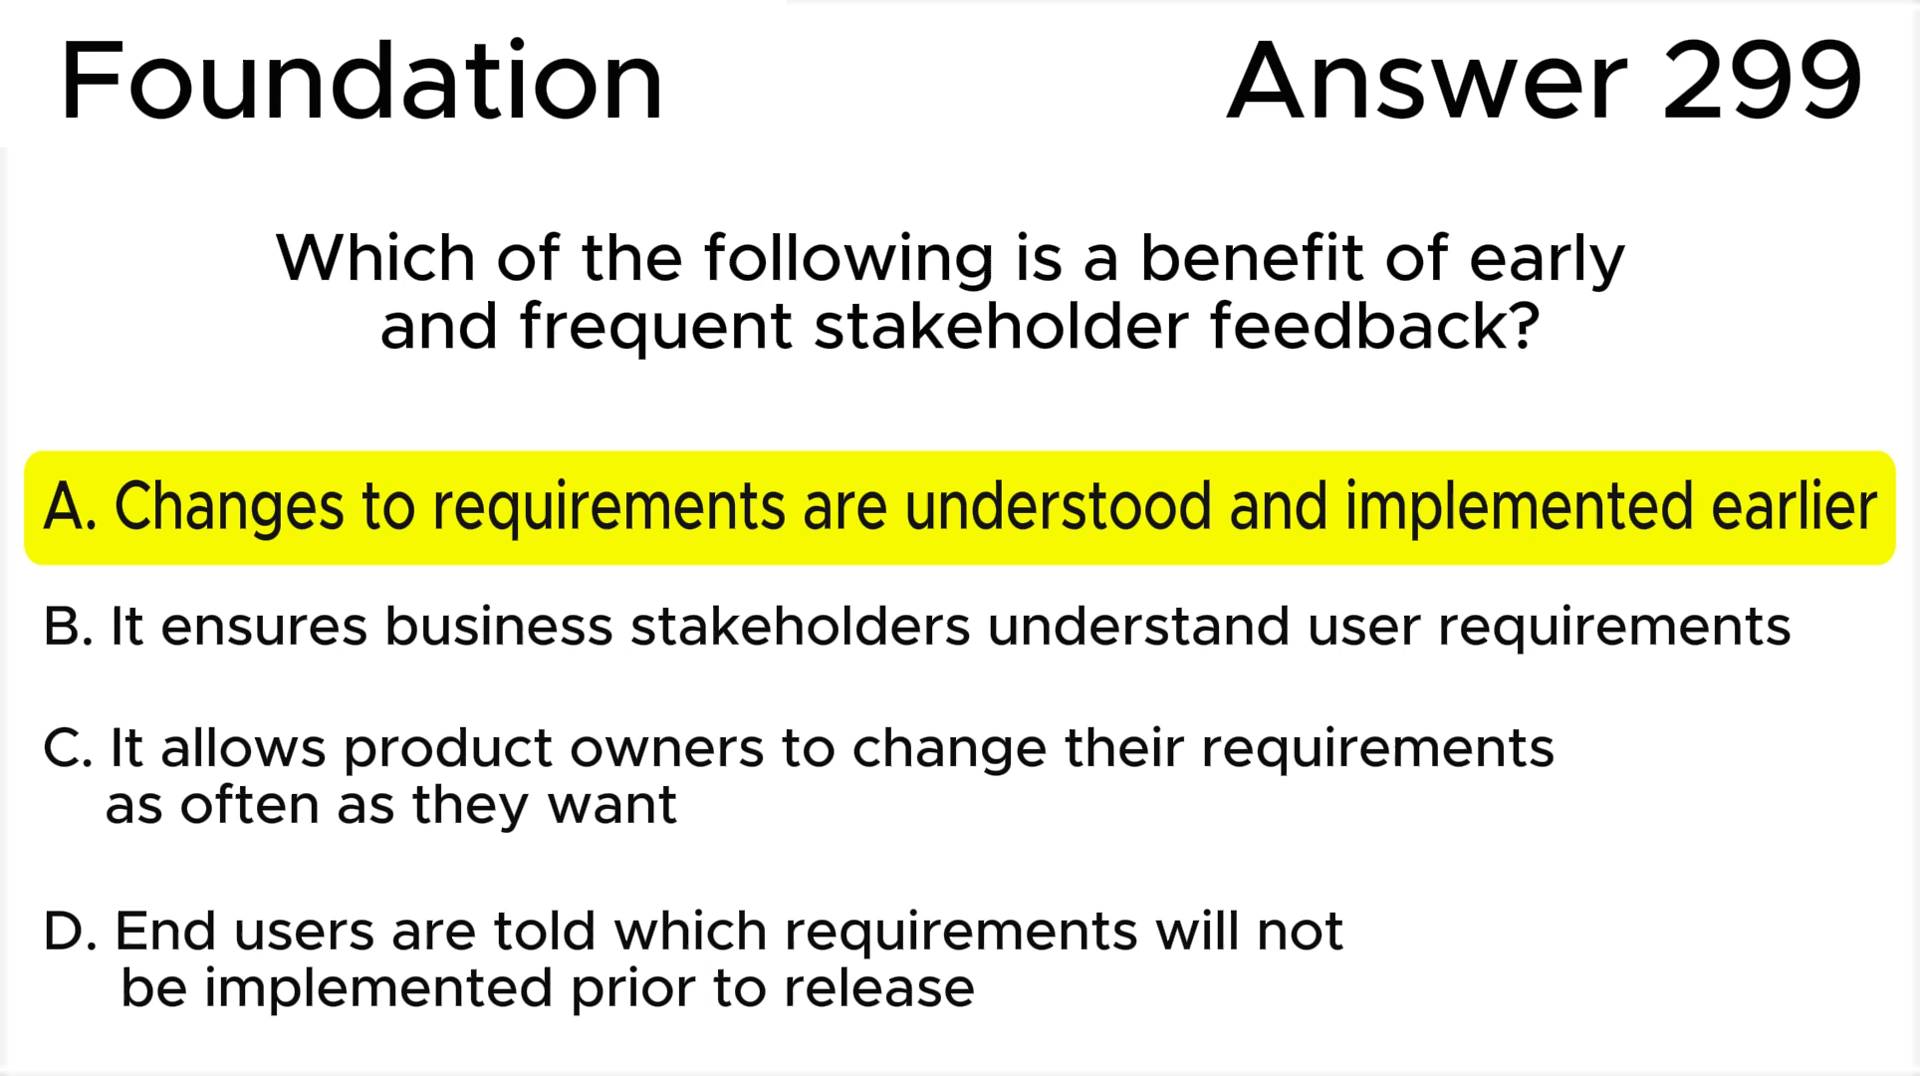 Foundation
Answer 299
Which of the following is a benefit of early
and frequent stakeholder feedback?
A. Changes to requirements are understood and implemented earlier
B. It ensures business stakeholders understand user requirements
C. It allows product owners to change their requirements
as often as they want
D. End users are told which requirements will not
be implemented prior to release